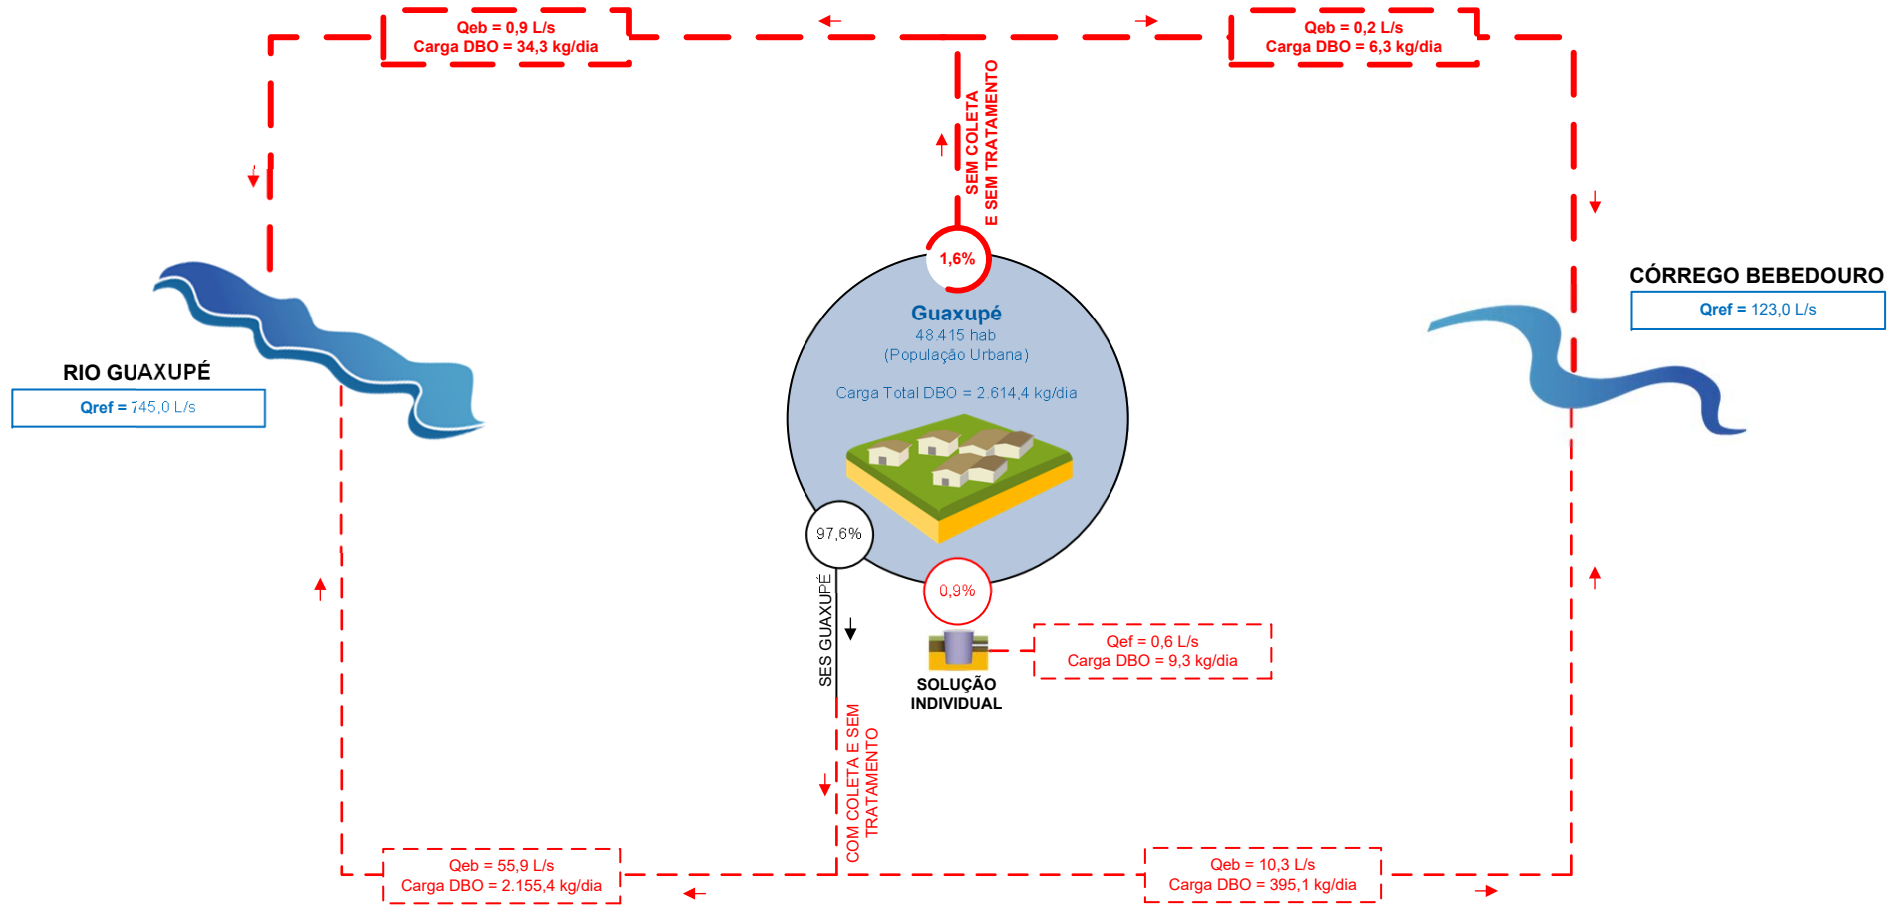 Qeb = 0,9 L/s
Carga DBO = 34,3 kg/dia
Qeb = 0,2 L/s
Carga DBO = 6,3 kg/dia
SEM COLETA
E SEM TRATAMENTO
1,6%
CÓRREGO BEBEDOURO
Qref = 123,0 L/s
Guaxupé
48.415 hab
(População Urbana)
Carga Total DBO = 2.614,4 kg/dia
RIO GUAXUPÉ
Qref = 745,0 L/s
97,6%
0,9%
SES GUAXUPÉ
Qef = 0,6 L/s
Carga DBO = 9,3 kg/dia
SOLUÇÃO
INDIVIDUAL
COM COLETA E SEM
TRATAMENTO
Qeb = 55,9 L/s
Carga DBO = 2.155,4 kg/dia
Qeb = 10,3 L/s
Carga DBO = 395,1 kg/dia